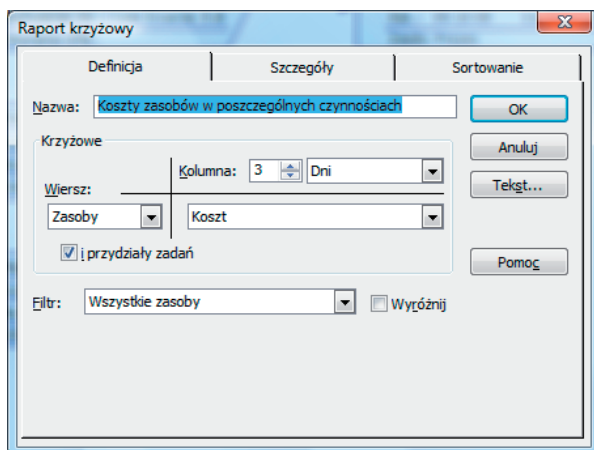 Raport krzyżowy
Definicja Szczegóły Sortowanie
Nazwa: Koszty zasobów w poszczególnych czynnościach OK
Krzyżowe Anuluj
Kolumna: 3 Dni
Wiersz: Tekst...
Zasoby Koszt
i przydziały zadań Pomoc
Filtr: Wszystkie zasoby Wyróżnij